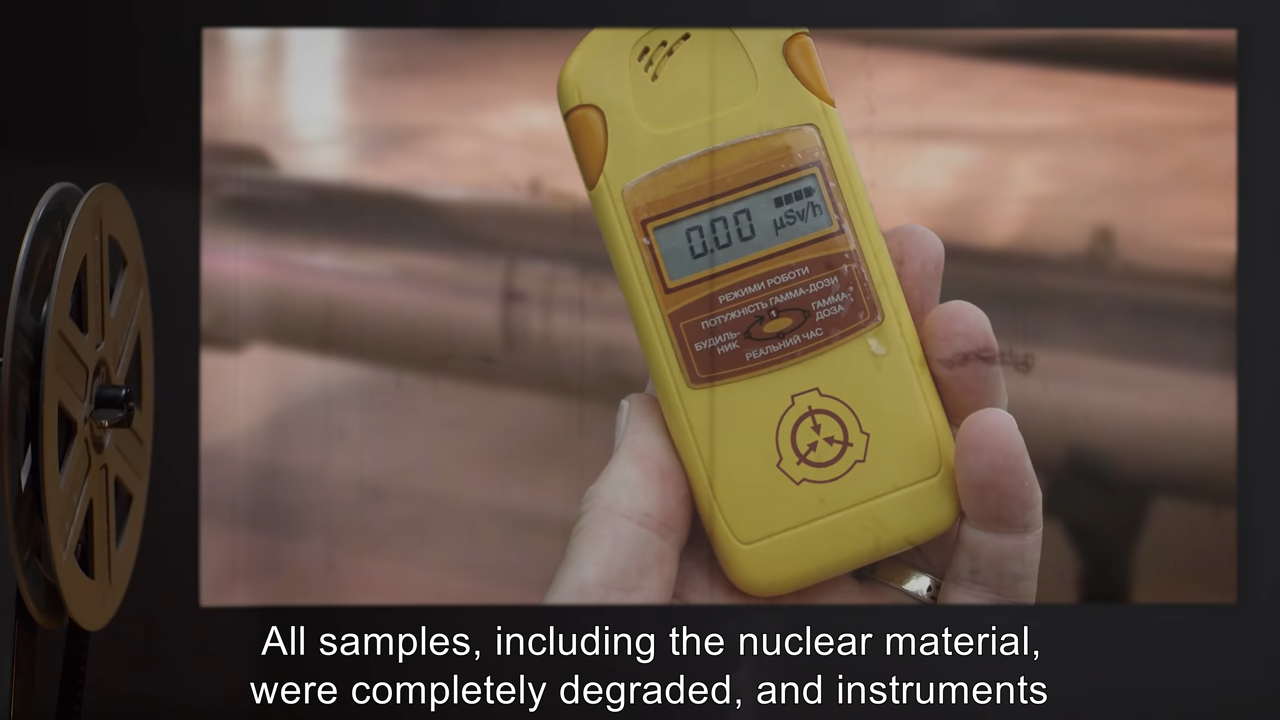 0.00 µSv/h
РЕЖИМИ РОБОТИ
ПОТУЖНІСТЬ ГАММА-ДОЗИ
БУДИЛЬ-
НИК
1
ГАММА-
ДОЗА
РЕАЛЬНИЙ ЧАС
All samples, including the nuclear material,
were completely degraded, and instruments